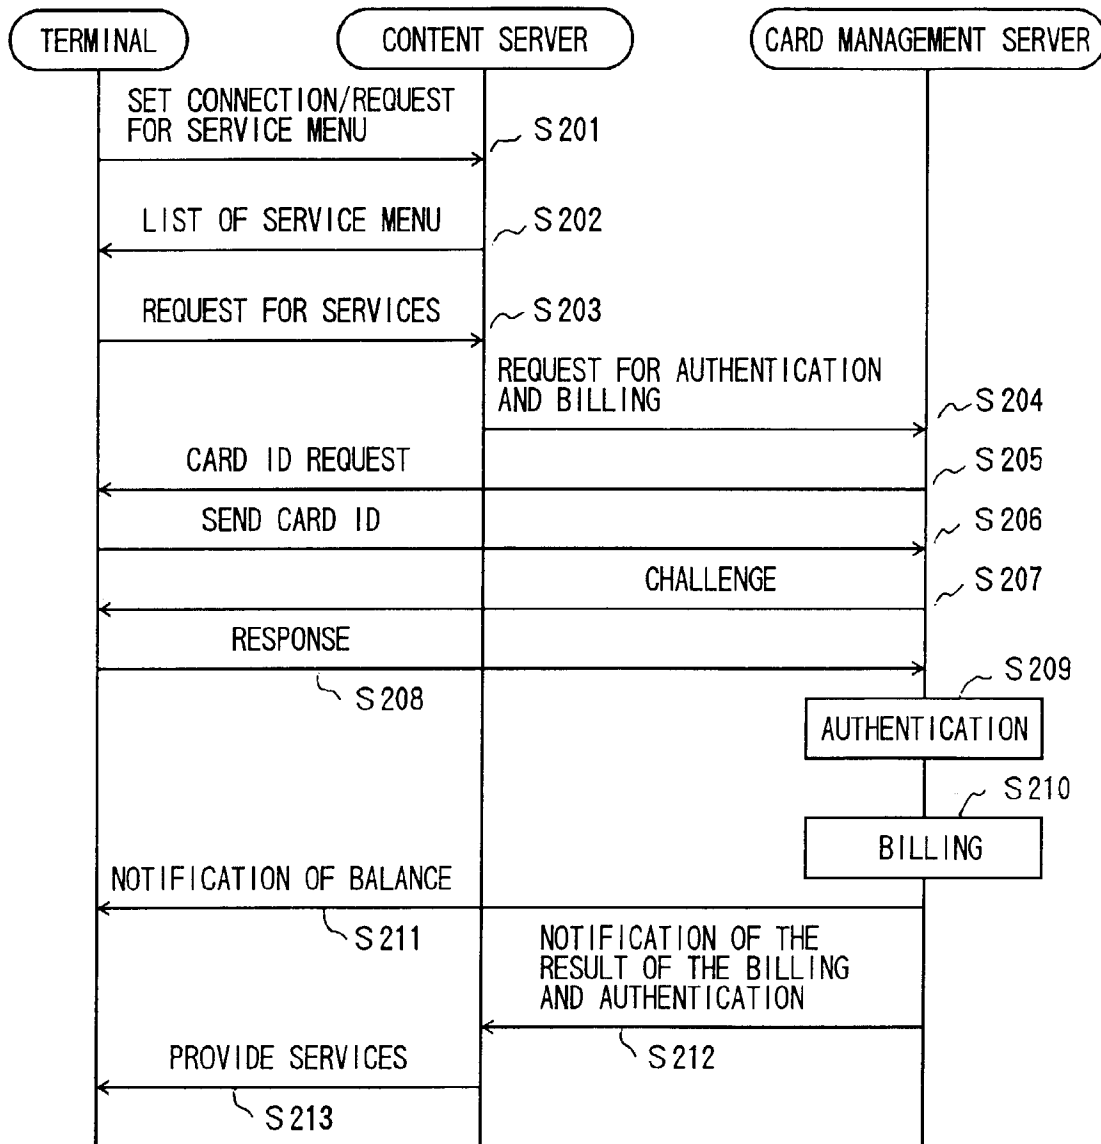 TERMINAL
CONTENT SERVER
CARD MANAGEMENT SERVER
SET CONNECTION/REQUEST
FOR SERVICE MENU
S201
LIST OF SERVICE MENU
S202
REQUEST FOR SERVICES
S203
REQUEST FOR AUTHENTICATION
AND BILLING
S204
CARD ID REQUEST
S205
SEND CARD ID
S206
CHALLENGE
S207
RESPONSE
S208
S209
AUTHENTICATION
S210
BILLING
NOTIFICATION OF BALANCE
S211
NOTIFICATION OF THE
RESULT OF THE BILLING
AND AUTHENTICATION
S212
PROVIDE SERVICES
S213